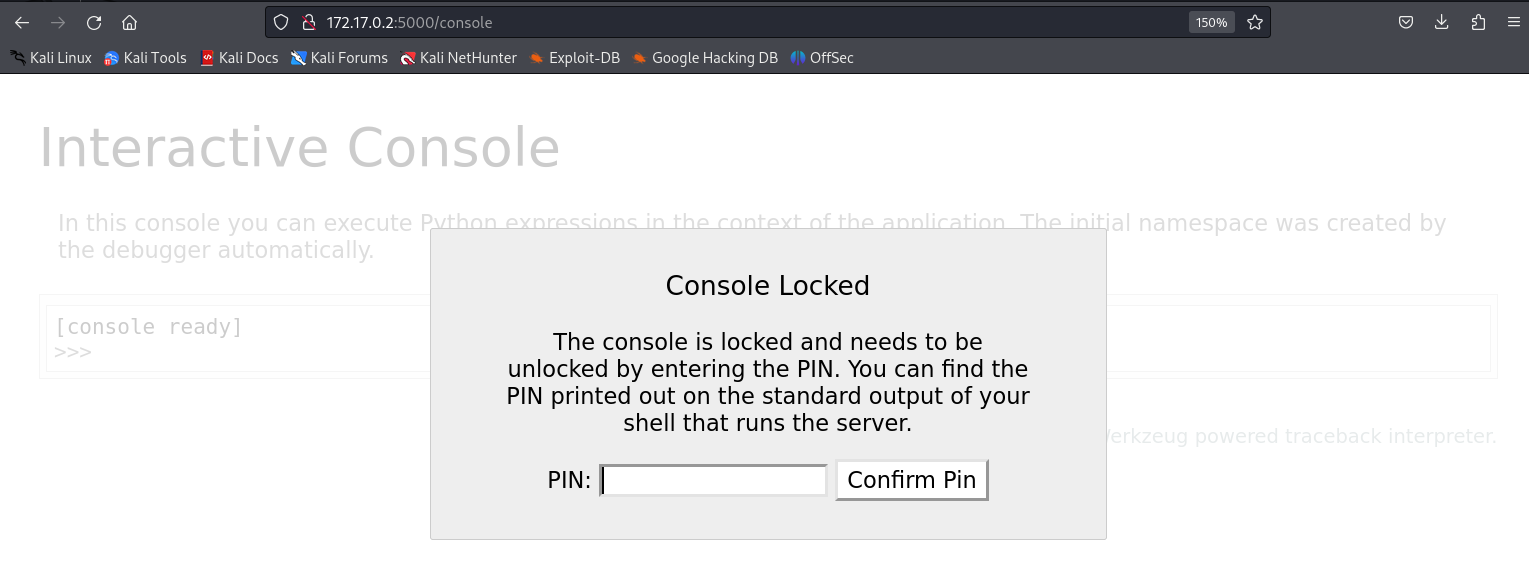 172.17.0.2:5000/console
150%
Kali Linux Kali Tools Kali Docs Kali Forums Kali NetHunter Exploit-DB Google Hacking DB OffSec
Interactive Console
In this console you can execute Python expressions in the context of the application. The initial namespace was created by
the debugger automatically.
[console ready]
>>>
Console Locked
The console is locked and needs to be
unlocked by entering the PIN. You can find the
PIN printed out on the standard output of your
shell that runs the server.
PIN:
Confirm Pin
Werkzeug powered traceback interpreter.